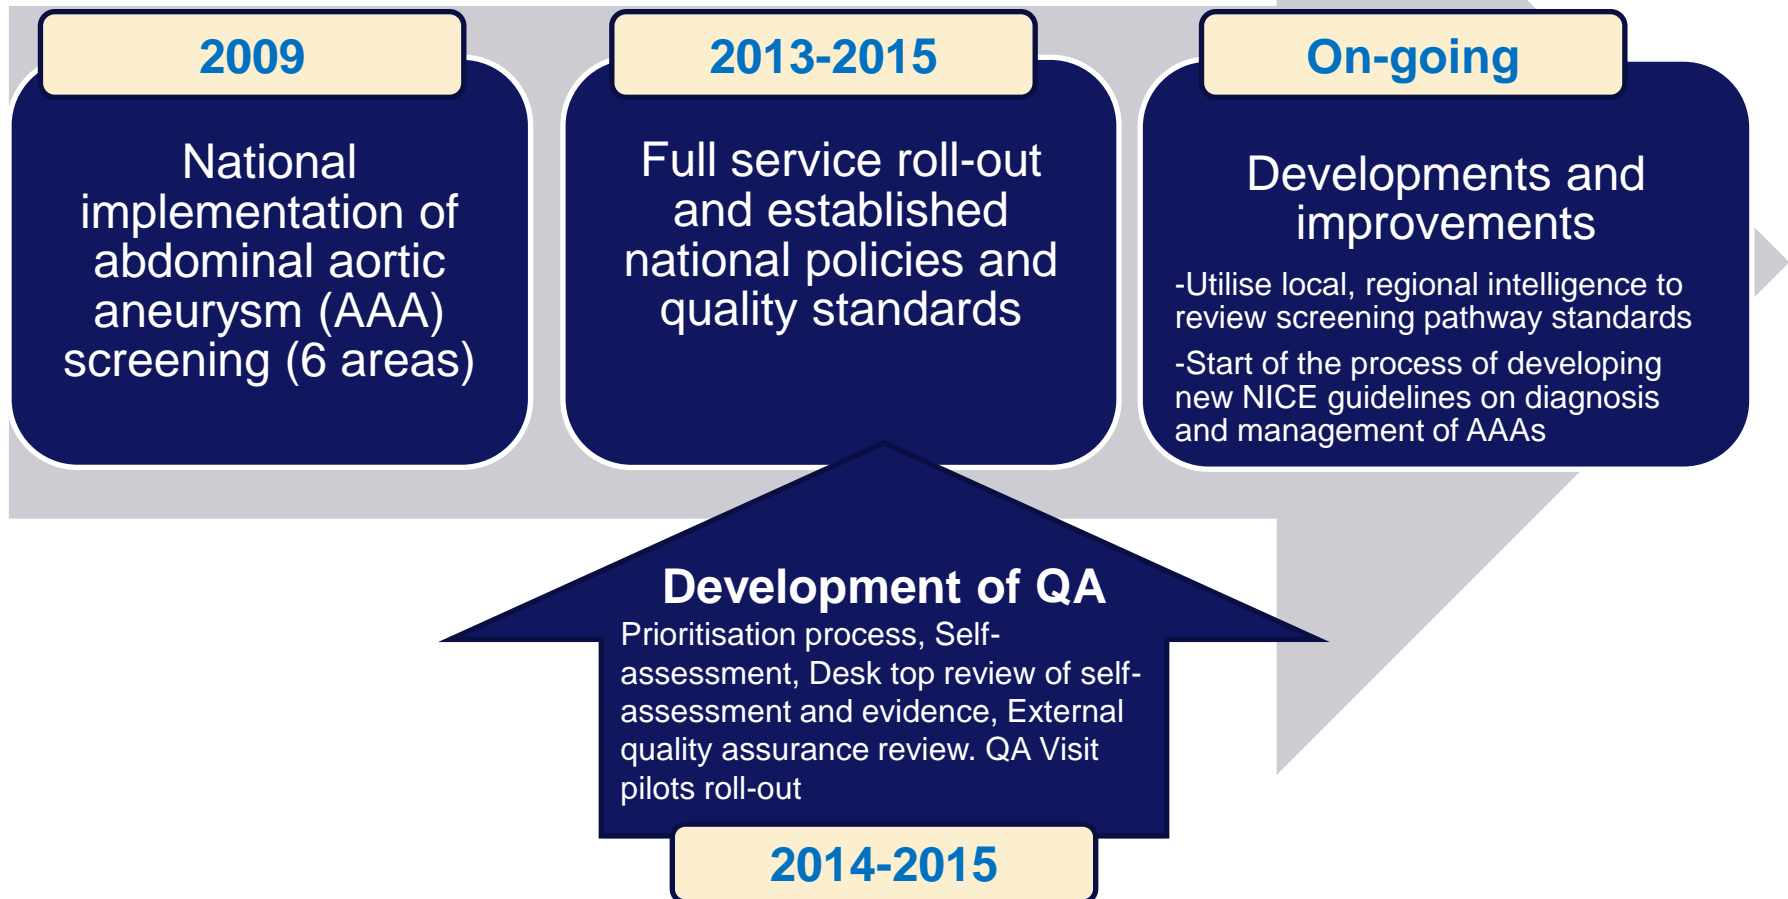 2009
National
implementation of
abdominal aortic
aneurysm (AAA)
screening (6 areas)
2013-2015
Full service roll-out
and established
national policies and
quality standards
On-going
Developments and
improvements
-Utilise local, regional intelligence to
review screening pathway standards
-Start of the process of developing
new NICE guidelines on diagnosis
and management of AAAs
Development of QA
Prioritisation process, Self-
assessment, Desk top review of self-
assessment and evidence, External
quality assurance review. QA Visit
pilots roll-out
2014-2015